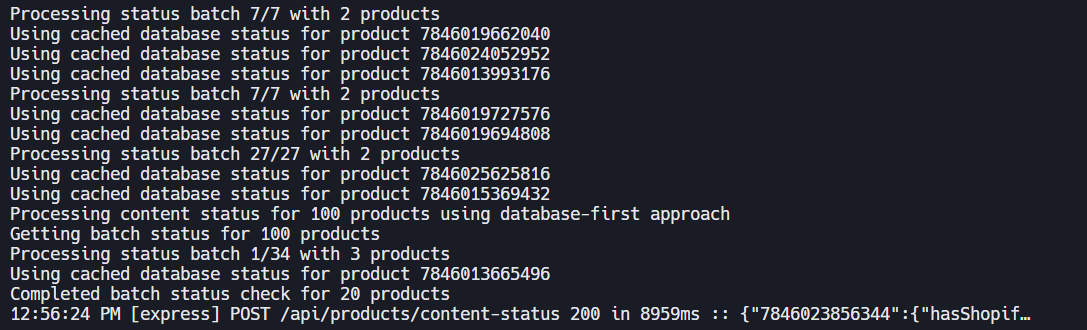 Processing status batch 7/7 with 2 products
Using cached database status for product 7846019662040
Using cached database status for product 7846024052952
Using cached database status for product 7846013993176
Processing status batch 7/7 with 2 products
Using cached database status for product 7846019727576
Using cached database status for product 7846019694808
Processing status batch 27/27 with 2 products
Using cached database status for product 7846025625816
Using cached database status for product 7846015369432
Processing content status for 100 products using database-first approach
Getting batch status for 100 products
Processing status batch 1/34 with 3 products
Using cached database status for product 7846013665496
Completed batch status check for 20 products
12:56:24 PM [express] POST /api/products/content-status 200 in 8959ms :: {"7846023856344":{"hasShopif…